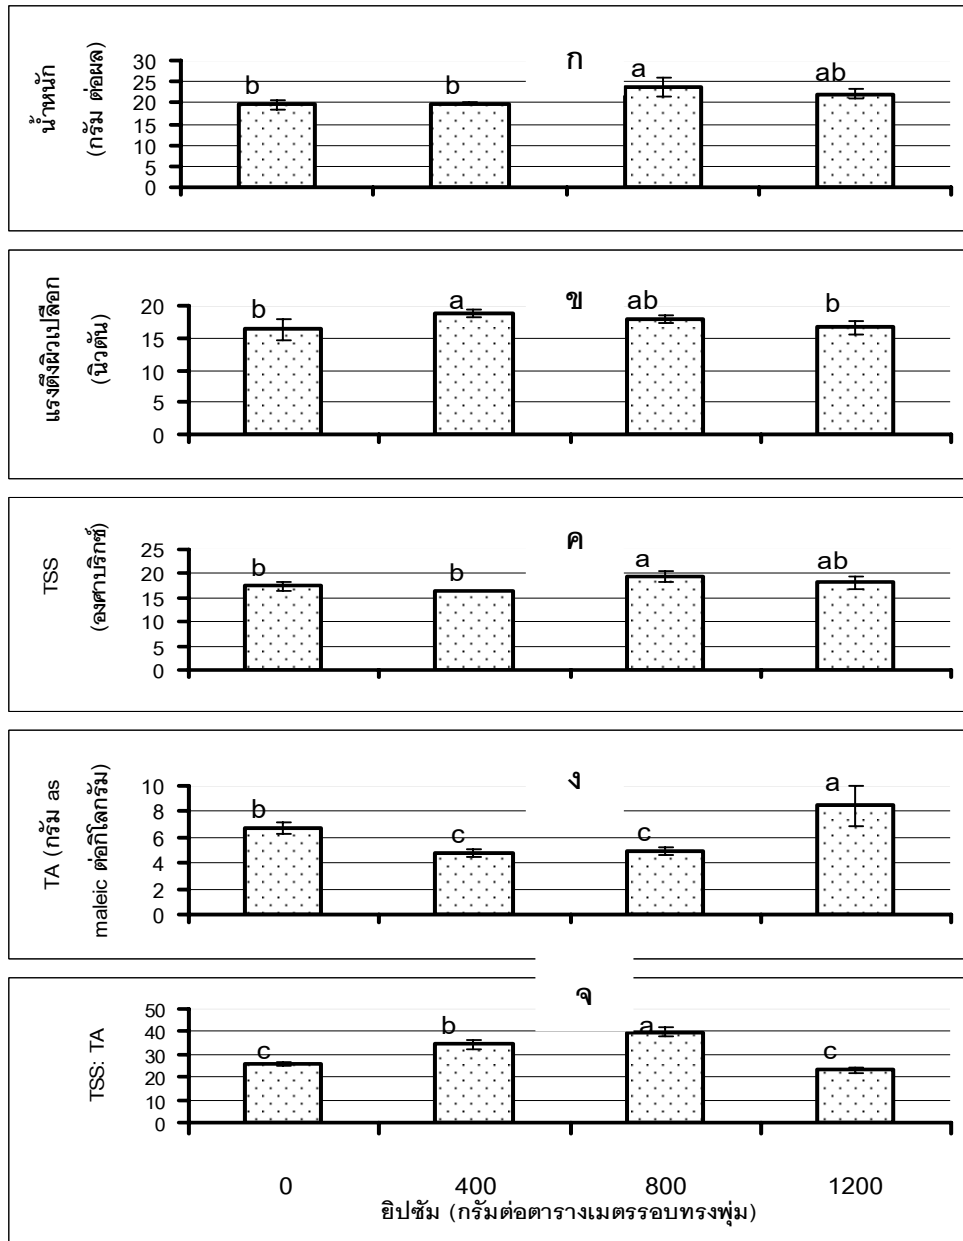 น้ำหนัก
(กรัม ต่อผล)
30
25
20
15
10
5
0
b
b
ก
a
ab
แรงดึงผิวเปลือก
(นิวตัน)
20
15
10
5
0
b
a
ข
ab
b
TSS
(องศาบริกซ์)
25
20
15
10
5
0
b
b
ค
a
ab
TA (กรัม as
maleic ต่อกิโลกรัม)
10
8
6
4
2
0
b
c
ง
c
a
TSS: TA
50
40
30
20
10
0
c
b
จ
a
c
0 400 800 1200
ยิปซัม (กรัมต่อตารางเมตรรอบทรงพุ่ม)